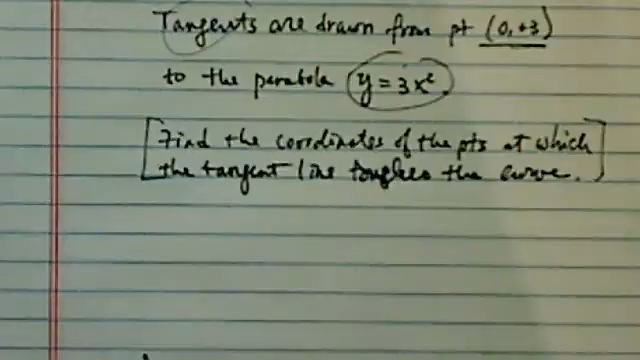 Tangents are drawn from pt (0, +3)
to the parabola y = 3x²
[Find the coordinates of the pts at which
the tangent line touches the curve.]